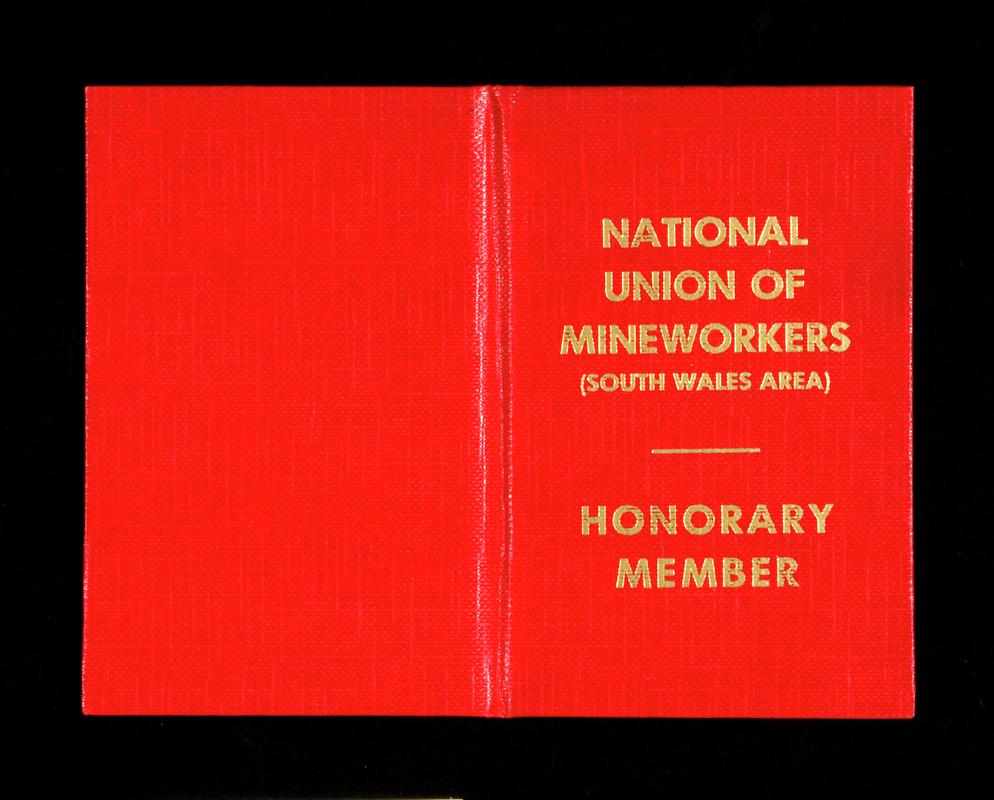 NATIONAL
UNION OF
MINEWORKERS
(SOUTH WALES AREA)
HONORARY
MEMBER